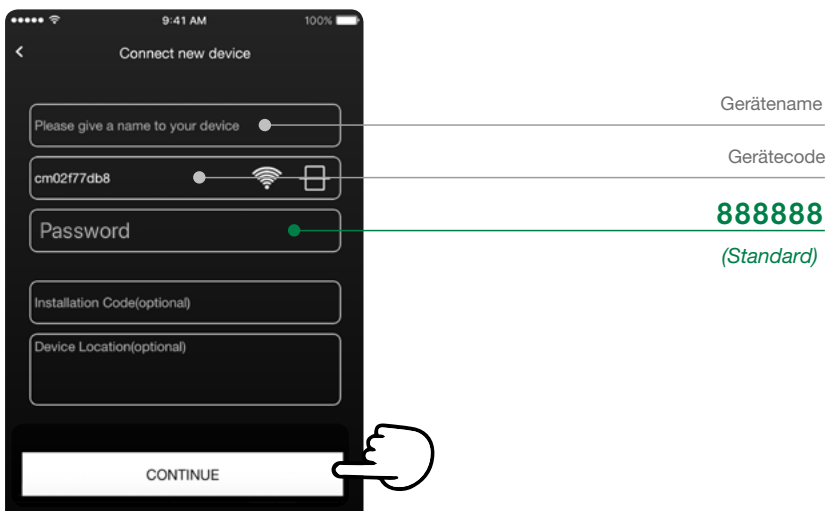 9:41 AM
100%
Connect new device
Please give a name to your device
Gerätename
cm02f77db8
Gerätecode
Password
888888
(Standard)
Installation Code(optional)
Device Location(optional)
CONTINUE